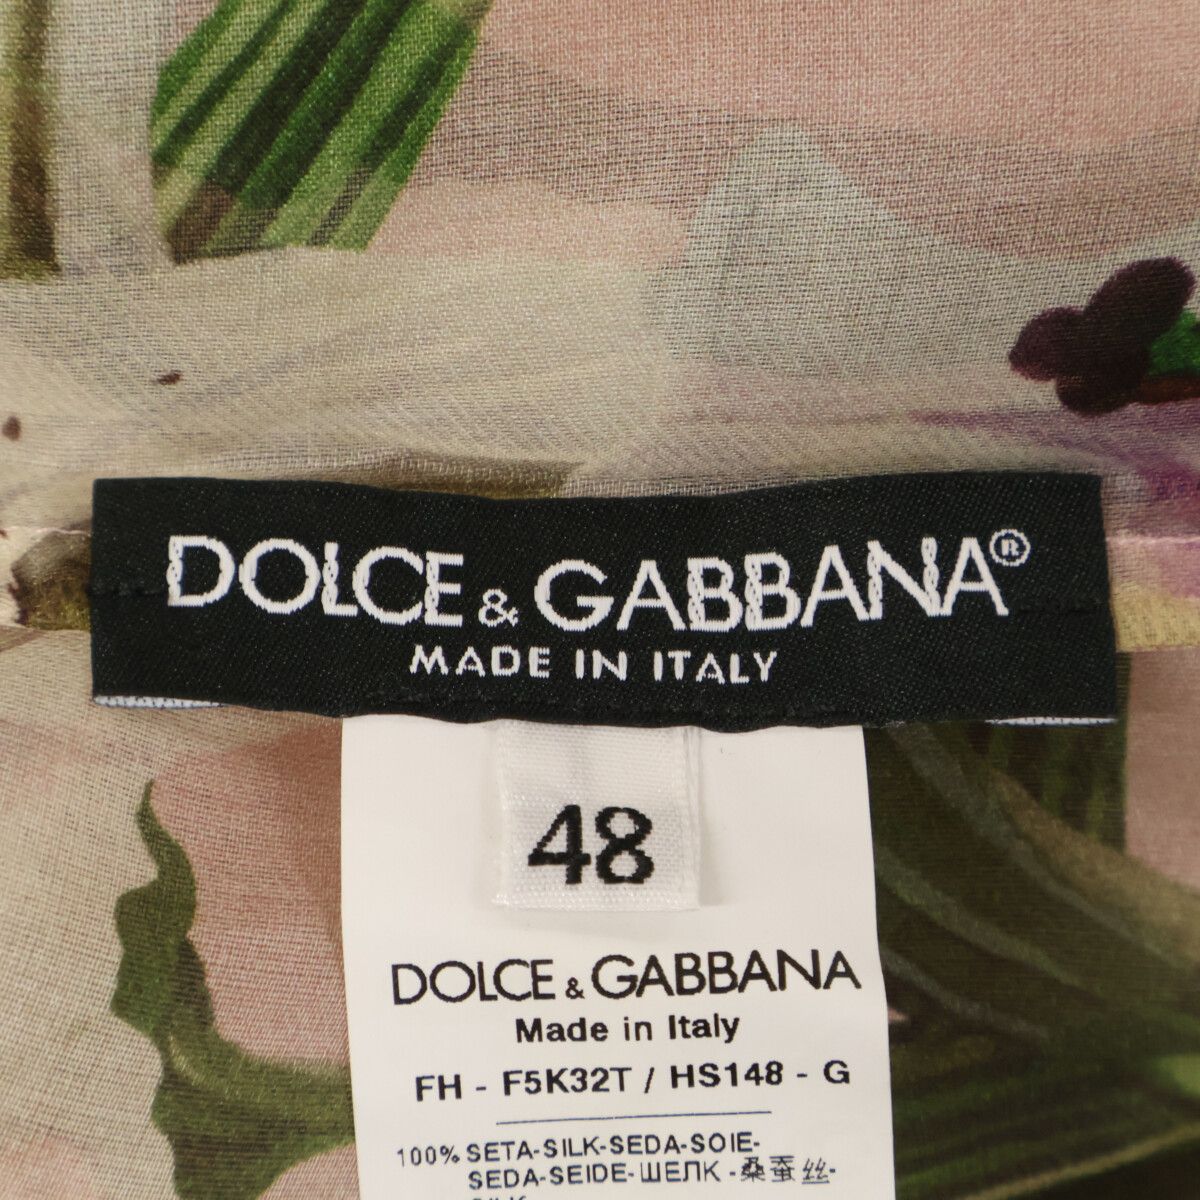 DOLCE & GABBANA®
MADE IN ITALY
48
DOLCE & GABBANA
Made in Italy
FH - F5K32T / HS148 - G
100% SETA-SILK-SEDA-SOIE-
SEDA-SEIDE-ШЕЛК -桑蚕丝-
SILK